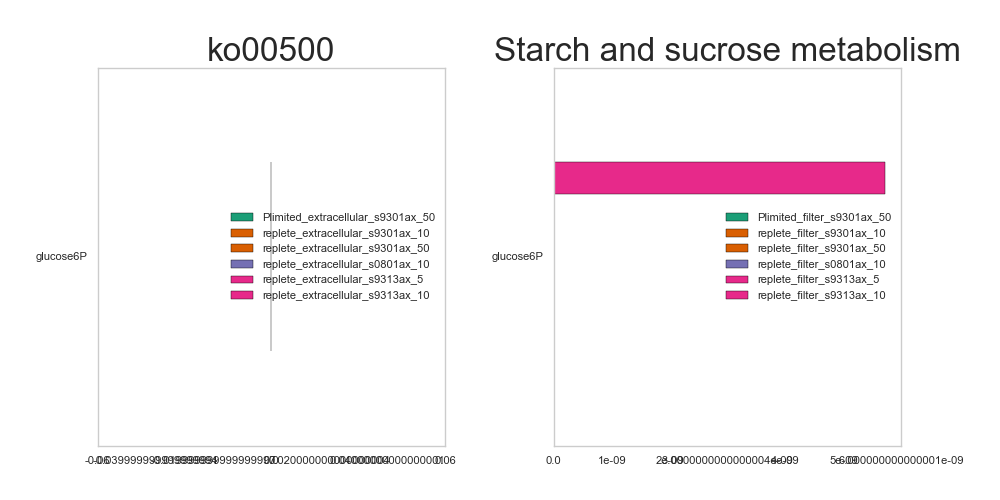 ko00500
Starch and sucrose metabolism
glucose6P
Plimited_extracellular_s9301ax_50
replete_extracellular_s9301ax_10
replete_extracellular_s9301ax_50
replete_extracellular_s0801ax_10
replete_extracellular_s9313ax_5
replete_extracellular_s9313ax_10
glucose6P
Plimited_filter_s9301ax_50
replete_filter_s9301ax_10
replete_filter_s9301ax_50
replete_filter_s0801ax_10
replete_filter_s9313ax_5
replete_filter_s9313ax_10
0.0
1e-09